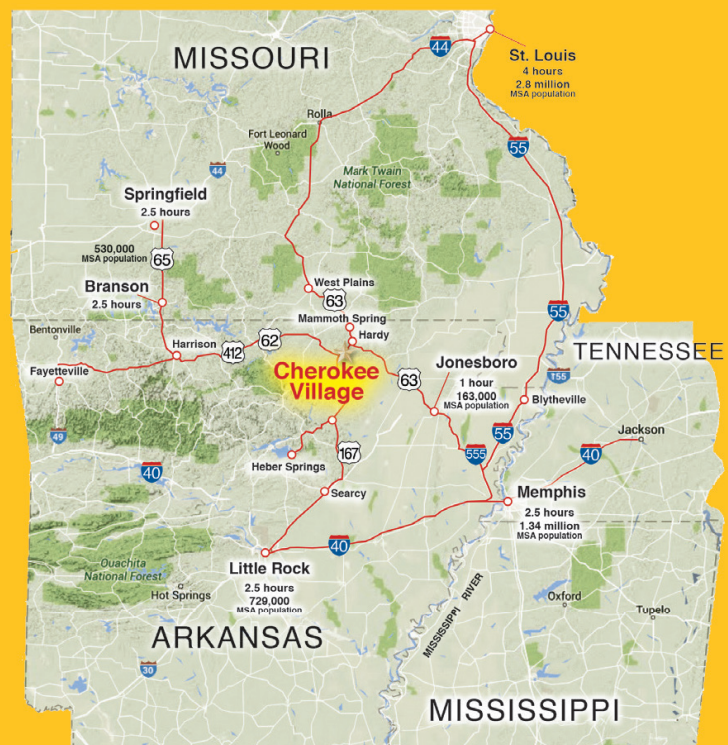 MISSOURI
44
St. Louis
4 hours
2.8 million
MSA population
Rolla
Fort Leonard
Wood
55
44
Mark Twain
National Forest
Springfield
2.5 hours
530,000
MSA population
65
Branson
2.5 hours
West Plains
63
Mammoth Spring
Hardy
55
Bentonville
Harrison
412
62
TENNESSEE
Fayetteville
Cherokee
Village
63
Jonesboro
1 hour
163,000
MSA population
155
Blytheville
49
40
Heber Springs
167
555
55
Jackson
40
Searcy
Memphis
2.5 hours
1.34 million
MSA population
40
Little Rock
2.5 hours
729,000
MSA population
Ouachita
National Forest
Hot Springs
MISSISSIPPI RIVER
Oxford
Tupelo
ARKANSAS
30
MISSISSIPPI